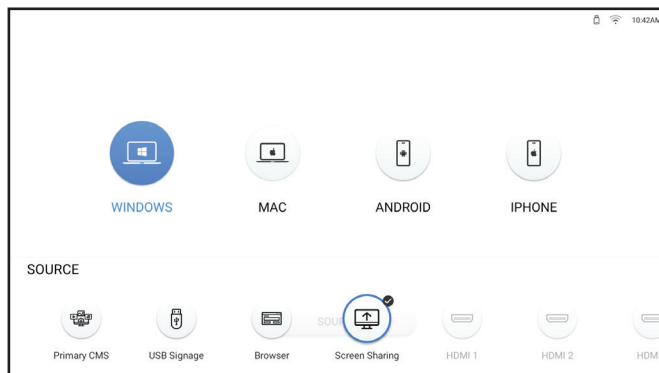 10:42AM
WINDOWS
MAC
ANDROID
IPHONE
SOURCE
Primary CMS
USB Signage
Browser
Screen Sharing
HDMI 1
HDMI 2